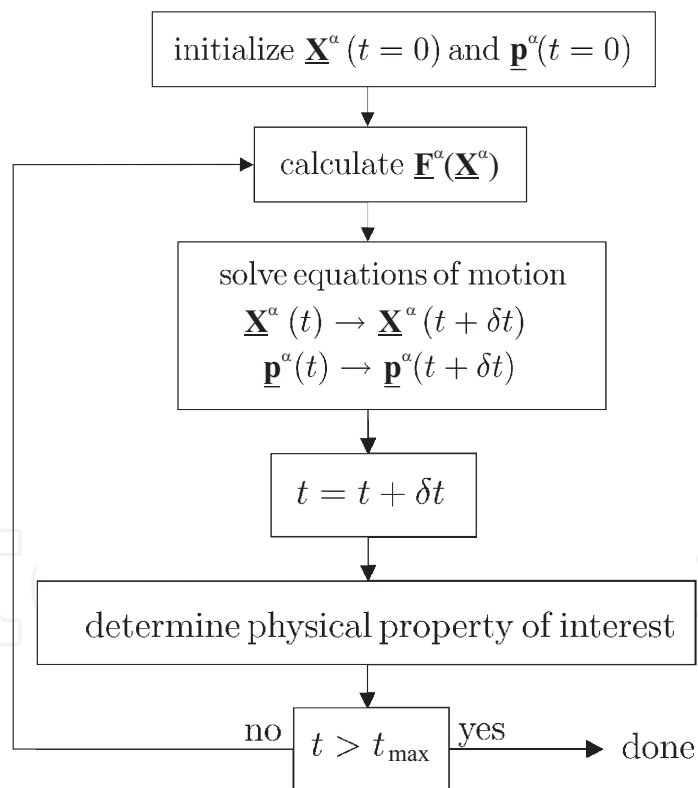 initialize X^α (t = 0) and p^α(t = 0)
calculate F^α(X^α)
solve equations of motion
X^α (t) → X^α (t + δt)
p^α(t) → p^α(t + δt)
t = t + δt
determine physical property of interest
no
t > t_max
yes
done